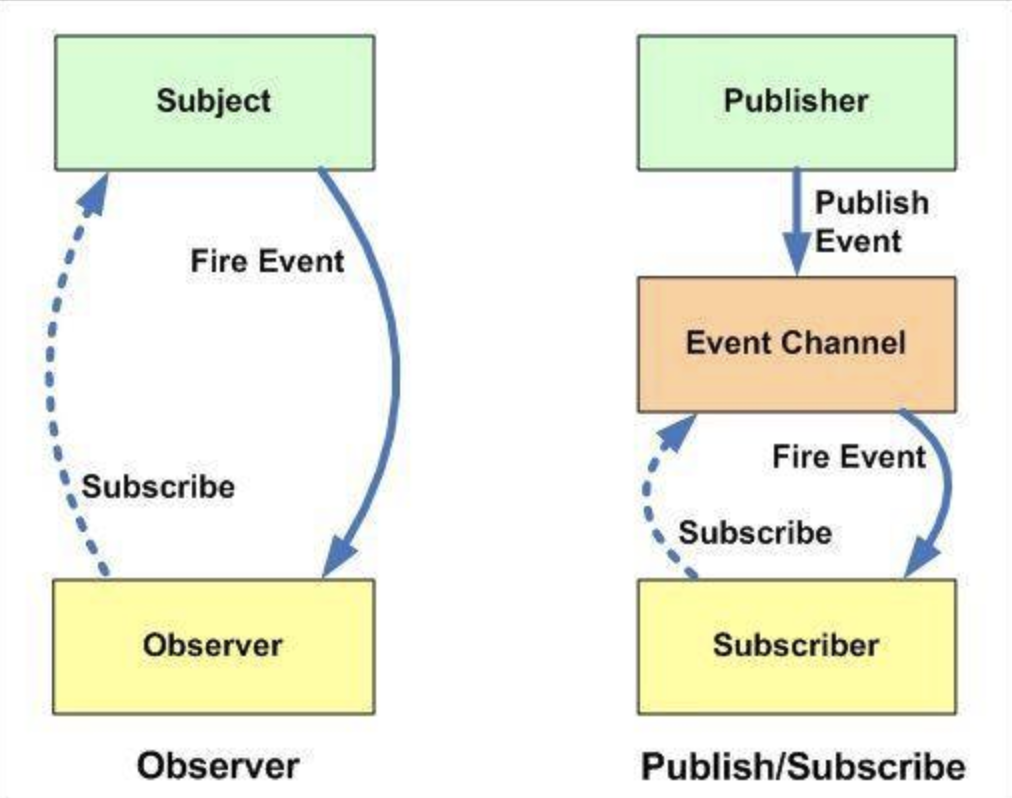 Subject
Fire Event
Subscribe
Observer
Observer
Publisher
Publish
Event
Event Channel
Fire Event
Subscribe
Subscriber
Publish/Subscribe